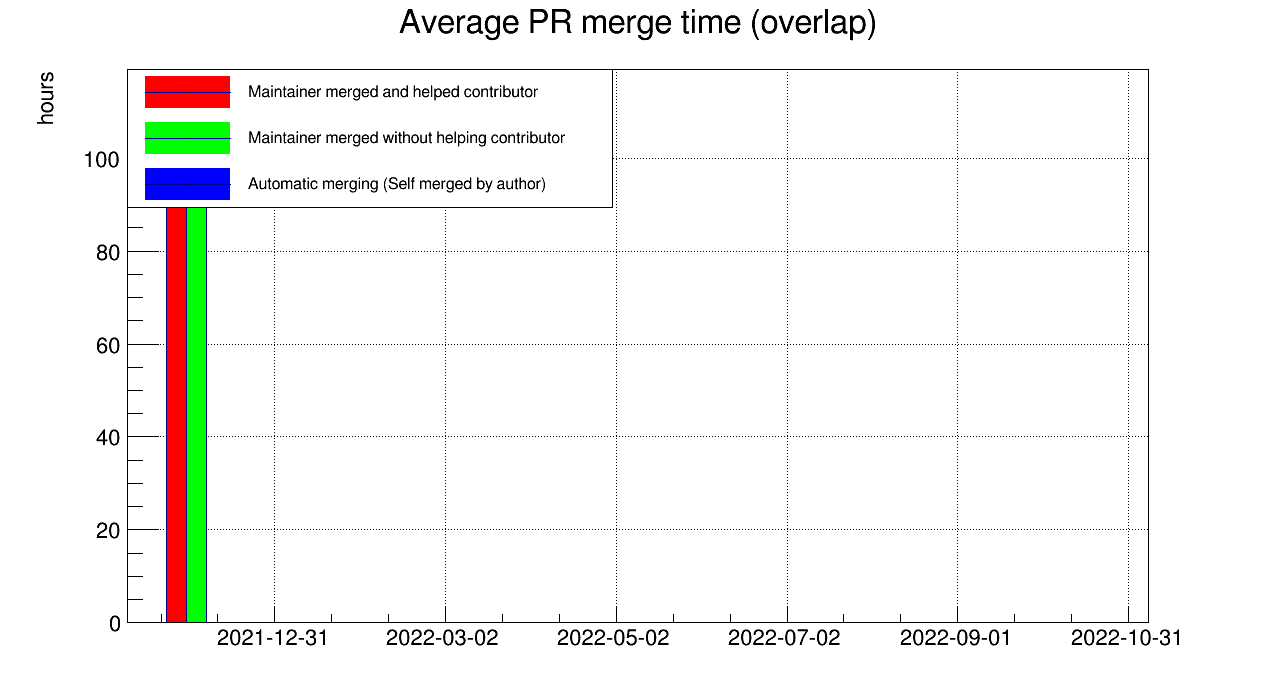 Average PR merge time (overlap)
hours
Maintainer merged and helped contributor
Maintainer merged without helping contributor
Automatic merging (Self merged by author)
100
80
60
40
20
0
2021-12-31 2022-03-02 2022-05-02 2022-07-02 2022-09-01 2022-10-31